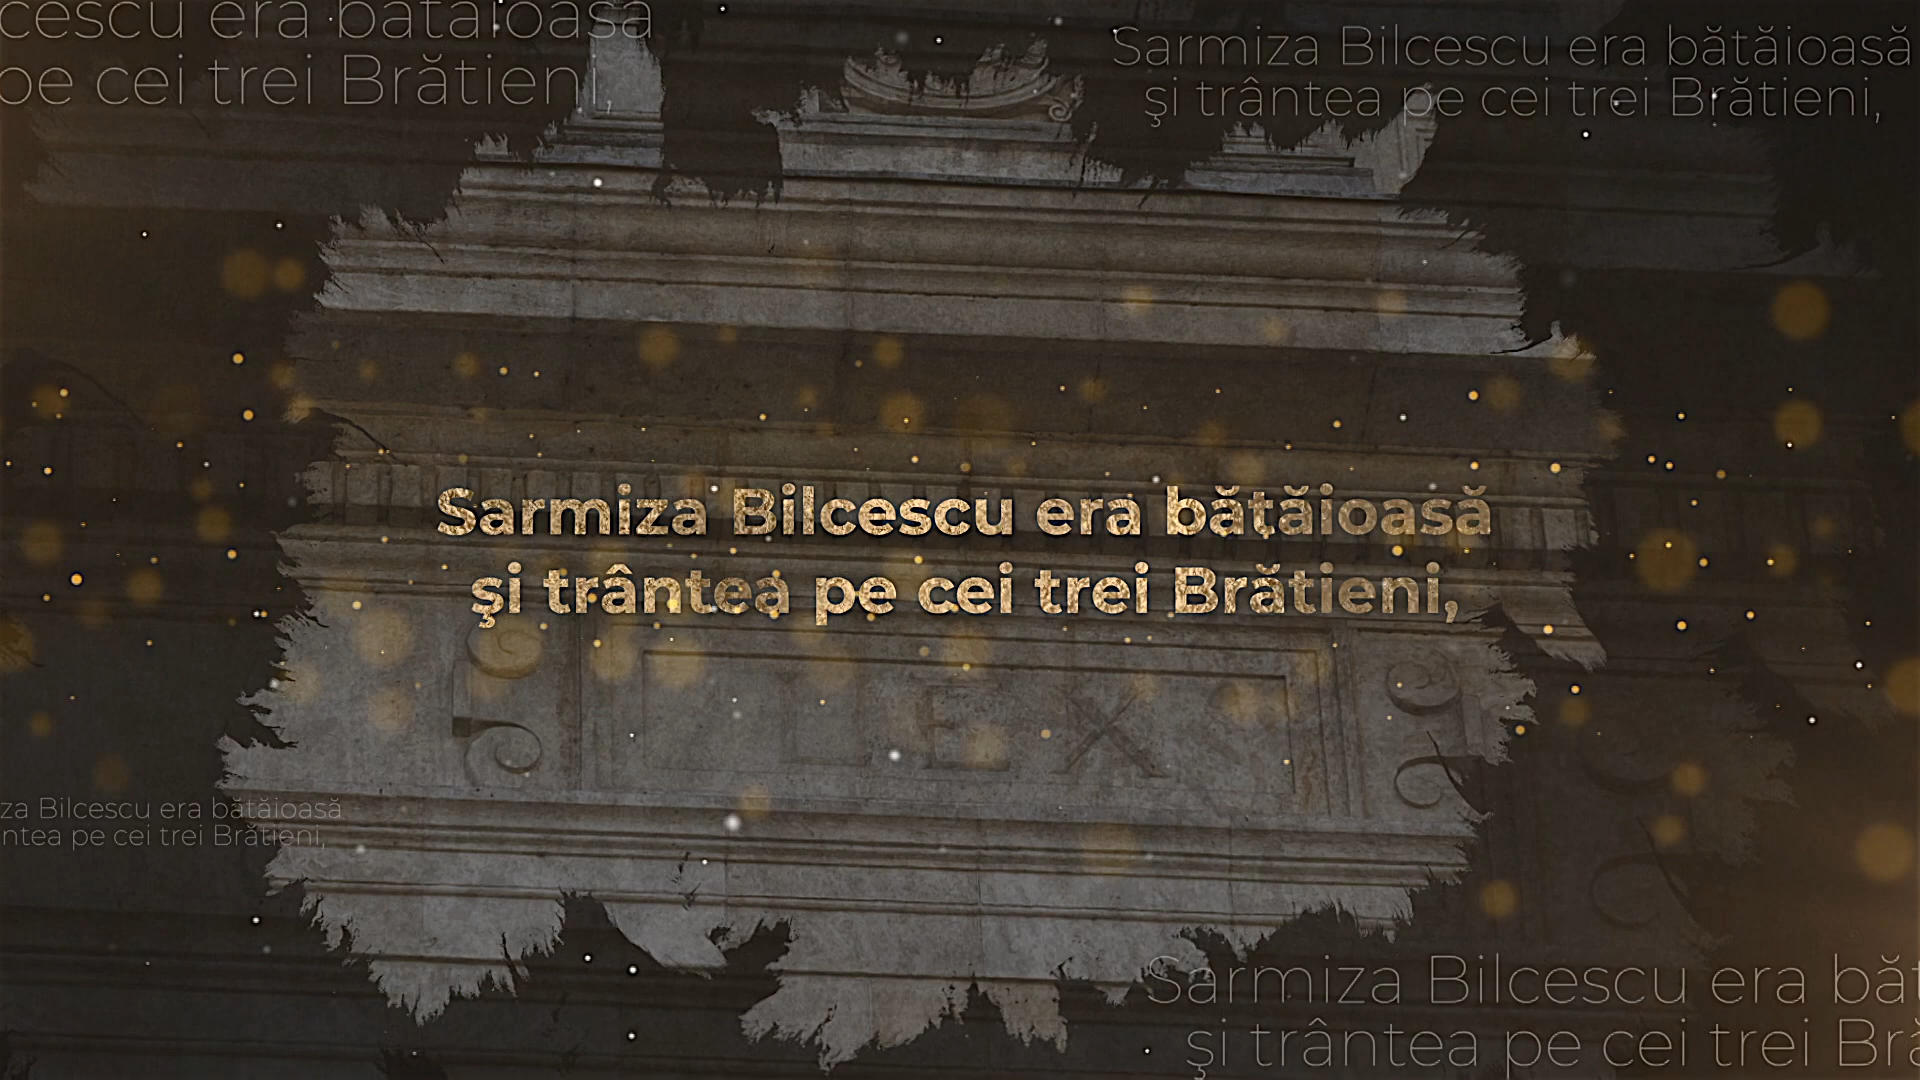 cescu era bătăioasă
pe cei trei Brătieni,
Sarmiza Bilcescu era bătăioasă
şi trântea pe cei trei Brătieni,
Sarmiza Bilcescu era bătăioasă
şi trântea pe cei trei Brătieni,
LEX
za Bilcescu era bătăioasă
ntea pe cei trei Brătieni,
Sarmiza Bilcescu era băt
şi trântea pe cei trei Bră